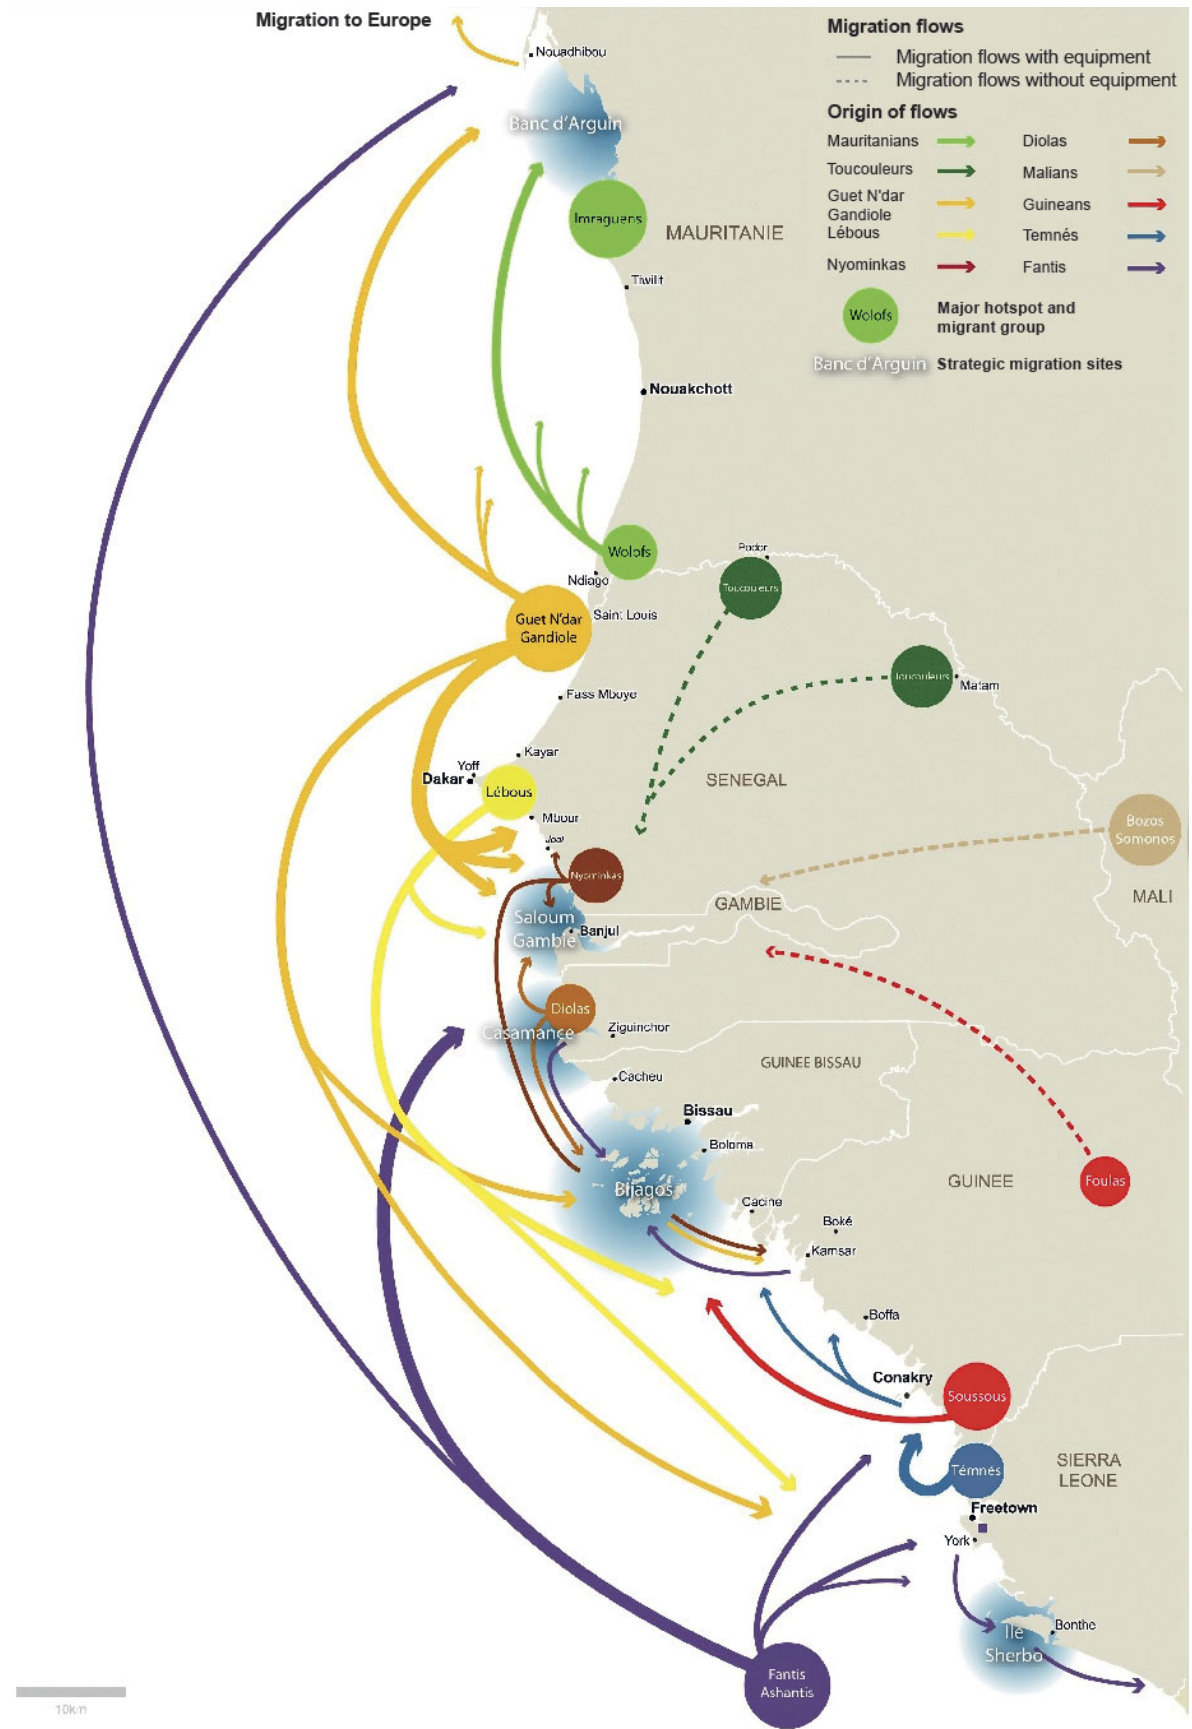 Migration to Europe
Nouadhibou
Banc d'Arguin
Imraguens
MAURITANIE
Tiwilit
Nouakchott
Migration flows
Migration flows with equipment
Migration flows without equipment
Origin of flows
Mauritanians
Toucouleurs
Guet N'dar
Gandiole
Lébous
Nyominkas
Diolas
Malians
Guineans
Temnés
Fantis
Wolofs
Major hotspot and
migrant group
Banc d'Arguin
Strategic migration sites
Wolofs
Ndiago
Podor
Toucouleurs
Guet N'dar
Gandiole
Saint Louis
Toucouleurs
Matam
Fass Mboye
Kayar
Yoff
Dakar
Lébous
SENEGAL
Mbour
Joal
Bozos
Somonos
Nyominkas
MALI
GAMBIE
Saloum
Gambie
Banjul
Diolas
Casamance
Ziguinchor
GUINEE BISSAU
Cacheu
Bissau
Boloma
Bijagos
GUINEE
Foulas
Cacine
Boké
Kamsar
Boffa
Conakry
Soussous
Témnés
SIERRA
LEONE
Freetown
York
Bonthe
Ile
Sherbo
Fantis
Ashantis
10km